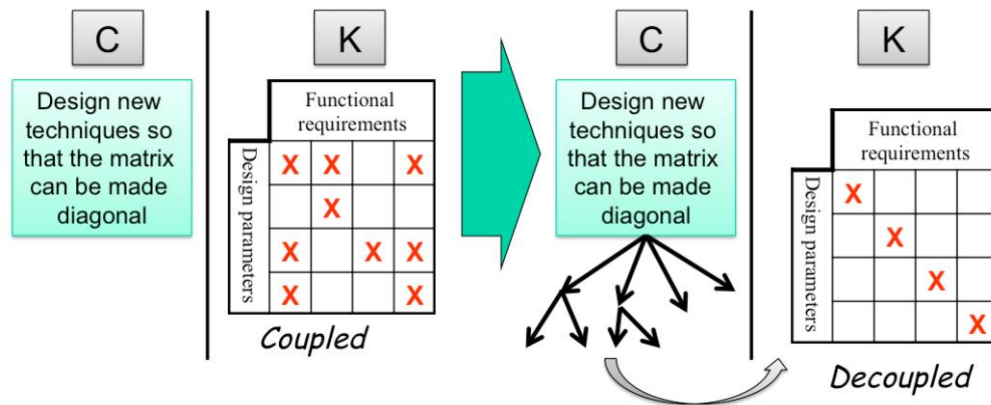 C
Design new
techniques so
that the matrix
can be made
diagonal
K
Functional
requirements
Design parameters
X X X
X
X X X
X X
Coupled
C
Design new
techniques so
that the matrix
can be made
diagonal
K
Functional
requirements
Design parameters
X
X
X
X
Decoupled